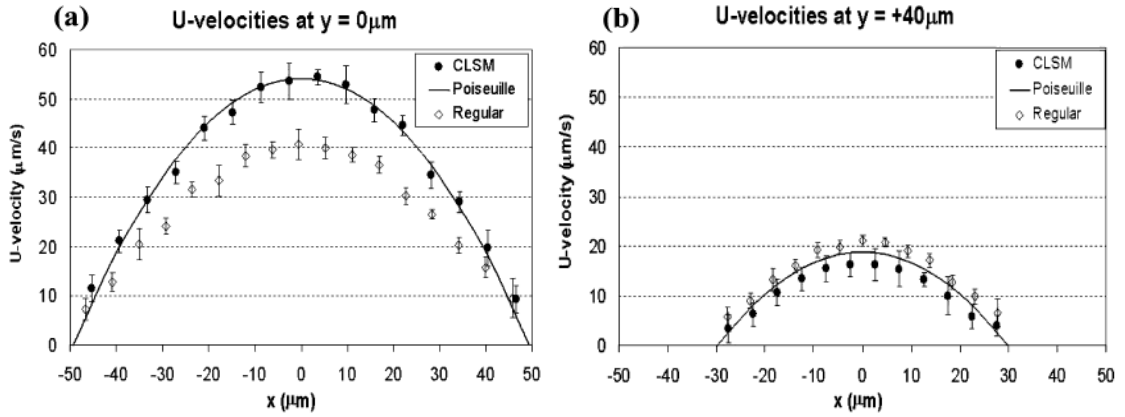 (a)
U-velocities at y = 0μm
60
50
40
30
20
10
0
U-velocity (μm/s)
CLSM
Poiseuille
Regular
-50 -40 -30 -20 -10 0 10 20 30 40 50
x (μm)
(b)
U-velocities at y = +40μm
60
50
40
30
20
10
0
U-velocity (μm/s)
CLSM
Poiseuille
Regular
-50 -40 -30 -20 -10 0 10 20 30 40 50
x (μm)